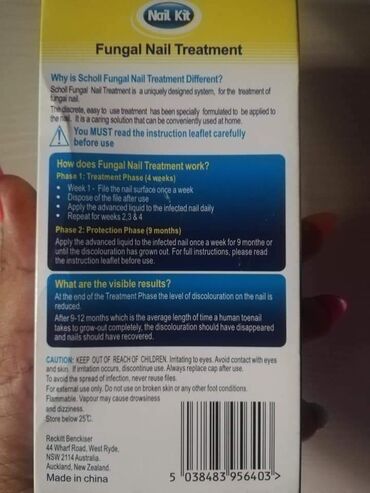 Nail Kit
Fungal Nail Treatment
Why is Scholl Fungal Nail Treatment Different?
Scholl Fungal Nail Treatment is a uniquely designed system, for the treatment of
fungal nail.
The discrete, easy to use treatment has been specially formulated to be applied to
the nail. It is a caring solution that can be conveniently used at home.
You MUST read the instruction leaflet carefully
before use
How does Fungal Nail Treatment work?
Phase 1: Treatment Phase (4 weeks)
• Week 1 - File the nail surface once a week
• Dispose of the file after use
• Apply the advanced liquid to the infected nail daily
• Repeat for weeks 2,3 & 4
Phase 2: Protection Phase (9 months)
Apply the advanced liquid to the infected nail once a week for 9 months or
until the discolouration has grown out. For full instructions, please read
the instruction leaflet before use.
What are the visible results?
At the end of the Treatment Phase the level of discolouration on the nail is
reduced.
After 9-12 months which is the average length of time a human toenail
takes to grow-out completely, the discolouration should have disappeared
and nails should have recovered.
CAUTION: KEEP OUT OF REACH OF CHILDREN. Irritating to eyes. Avoid contact with eyes
and skin. If irritation occurs, discontinue use. Always replace cap after use.
To avoid the spread of infection, never reuse files.
For external use only. Do not use on broken skin or any other foot conditions.
Flammable. Vapour may cause drowsiness
and dizziness.
Store below 25°C.
Reckitt Benckiser
44 Wharf Road, West Ryde,
NSW 2114 Australia.
Auckland, New Zealand.
Made in china
5 038483 956403 >